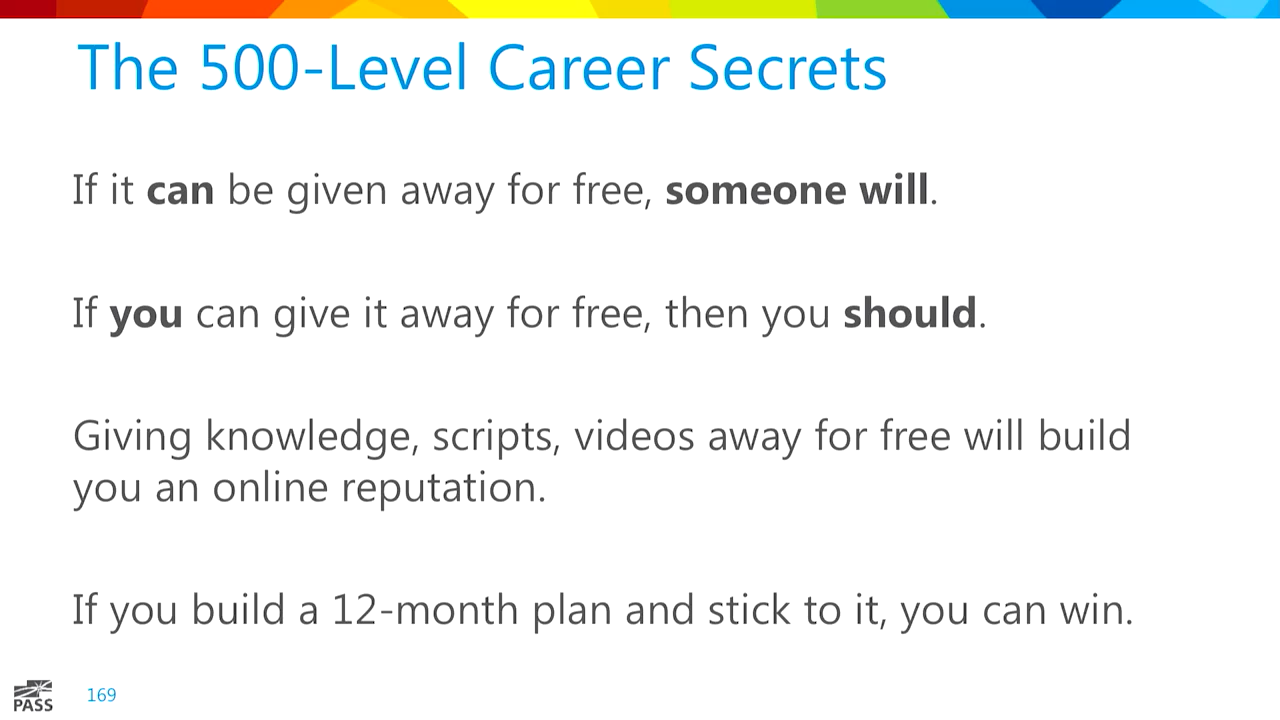 The 500-Level Career Secrets
If it can be given away for free, someone will.
If you can give it away for free, then you should.
Giving knowledge, scripts, videos away for free will build
you an online reputation.
If you build a 12-month plan and stick to it, you can win.
PASS
169